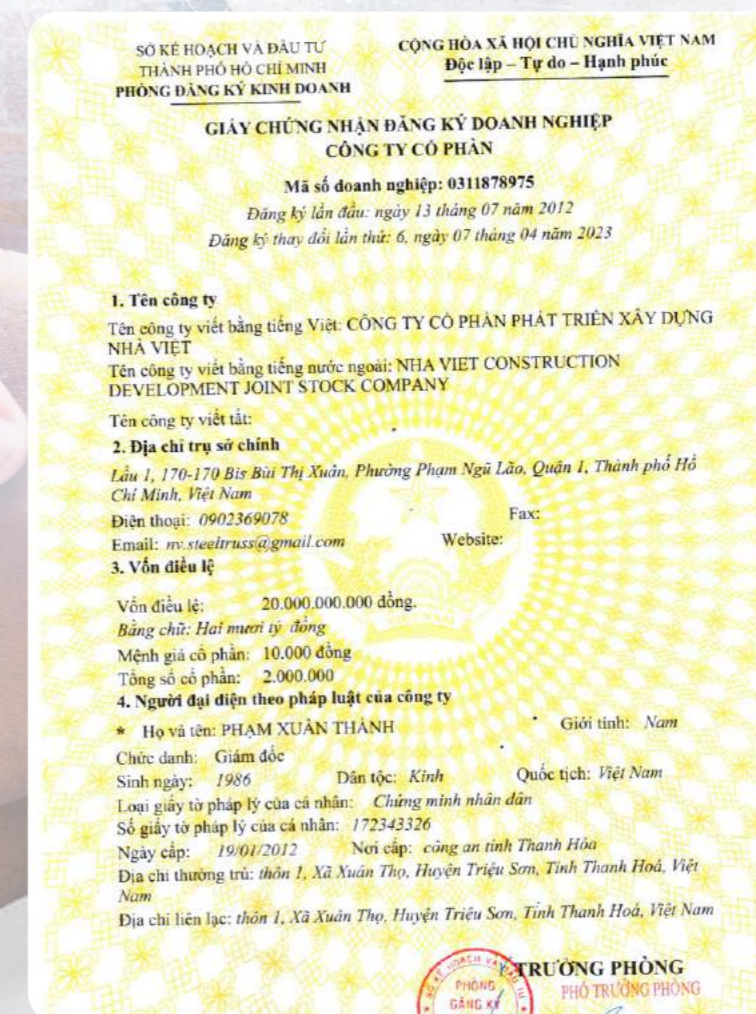 SỞ KẾ HOẠCH VÀ ĐẦU TƯ
THÀNH PHỐ HỒ CHÍ MINH
PHÒNG ĐĂNG KÝ KINH DOANH
CỘNG HÒA XÃ HỘI CHỦ NGHĨA VIỆT NAM
Độc lập – Tự do – Hạnh phúc
GIẤY CHỨNG NHẬN ĐĂNG KÝ DOANH NGHIỆP
CÔNG TY CỔ PHẦN
Mã số doanh nghiệp: 0311878975
Đăng ký lần đầu: ngày 13 tháng 07 năm 2012
Đăng ký thay đổi lần thứ: 6, ngày 07 tháng 04 năm 2023
1. Tên công ty
Tên công ty viết bằng tiếng Việt: CÔNG TY CỔ PHẦN PHÁT TRIỂN XÂY DỰNG
NHÀ VIỆT
Tên công ty viết bằng tiếng nước ngoài: NHA VIET CONSTRUCTION
DEVELOPMENT JOINT STOCK COMPANY
Tên công ty viết tắt:
2. Địa chỉ trụ sở chính
Lầu 1, 170-170 Bis Bùi Thị Xuân, Phường Phạm Ngũ Lão, Quận 1, Thành phố Hồ
Chí Minh, Việt Nam
Điện thoại: 0902369078 Fax:
Email: nv.steeltruss@gmail.com Website:
3. Vốn điều lệ
Vốn điều lệ: 20.000.000.000 đồng.
Bằng chữ: Hai mươi tỷ đồng
Mệnh giá cổ phần: 10.000 đồng
Tổng số cổ phần: 2.000.000
4. Người đại diện theo pháp luật của công ty
* Họ và tên: PHẠM XUÂN THÀNH Giới tính: Nam
Chức danh: Giám đốc
Sinh ngày: 1986 Dân tộc: Kinh Quốc tịch: Việt Nam
Loại giấy tờ pháp lý của cá nhân: Chứng minh nhân dân
Số giấy tờ pháp lý của cá nhân: 172343326
Ngày cấp: 19/01/2012 Nơi cấp: công an tỉnh Thanh Hóa
Địa chỉ thường trú: thôn 1, Xã Xuân Thọ, Huyện Triệu Sơn, Tỉnh Thanh Hoá, Việt
Nam
Địa chỉ liên lạc: thôn 1, Xã Xuân Thọ, Huyện Triệu Sơn, Tỉnh Thanh Hoá, Việt Nam
TRƯỞNG PHÒNG
PHÓ TRƯỞNG PHÒNG
SỞ KẾ HOẠCH VÀ ĐẦU TƯ
PHÒNG
ĐĂNG KÝ